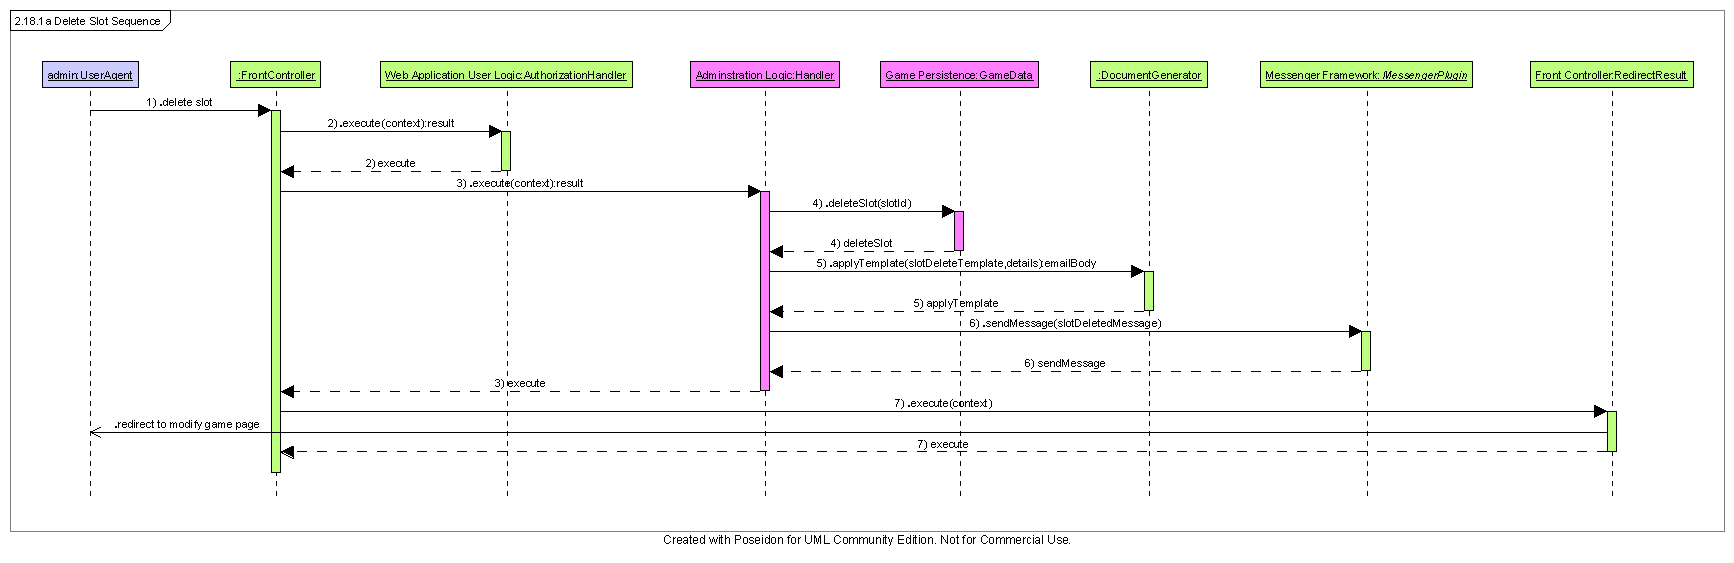 2.18.1a Delete Slot Sequence
admin:UserAgent
:FrontController
Web Application User Logic:AuthorizationHandler
Adminstration Logic:Handler
Game Persistence:GameData
:DocumentGenerator
Messenger Framework: MessengerPlugin
Front Controller:RedirectResult
1) .delete slot
2) .execute(context):result
2) execute
3) .execute(context):result
4) .deleteSlot(slotId)
4) deleteSlot
5) .applyTemplate(slotDeleteTemplate,details):emailBody
5) applyTemplate
6) .sendMessage(slotDeletedMessage)
6) sendMessage
3) execute
7) .execute(context)
.redirect to modify game page
7) execute
Created with Poseidon for UML Community Edition. Not for Commercial Use.